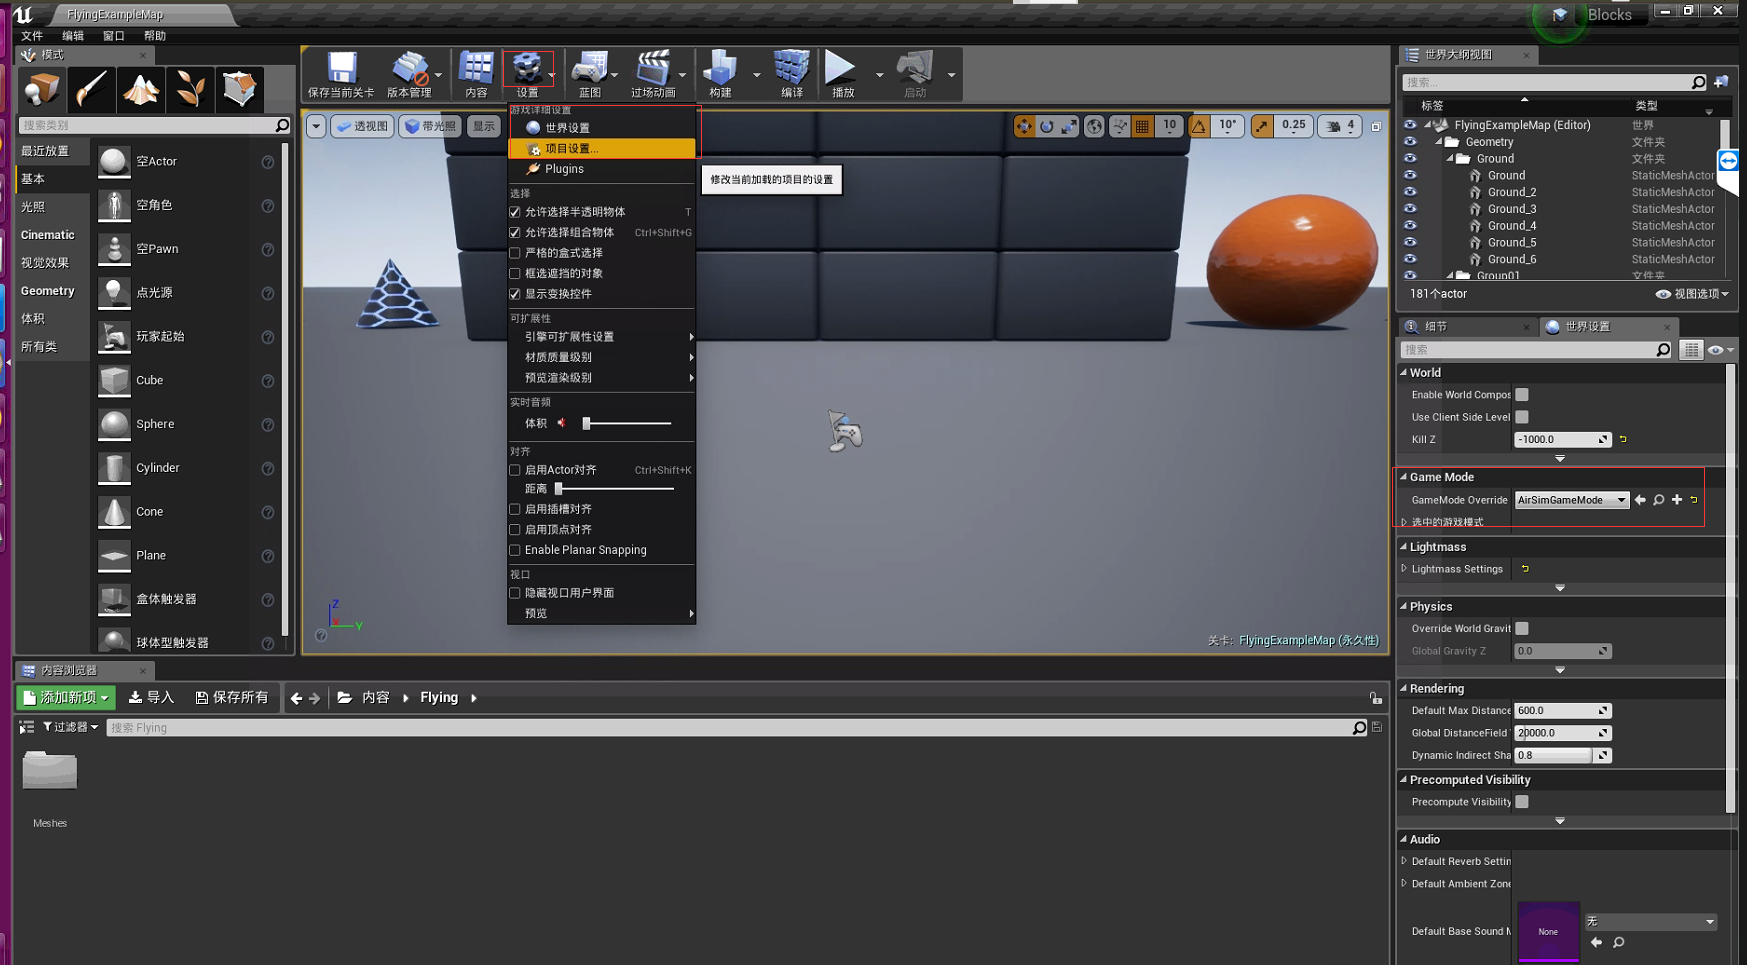 FlyingExampleMap
Blocks
文件 编辑 窗口 帮助
模式
搜索类别
最近放置
基本
光照
Cinematic
视觉效果
Geometry
体积
所有类
空Actor
空角色
空Pawn
点光源
玩家起始
Cube
Sphere
Cylinder
Cone
Plane
盒体触发器
球体型触发器
保存当前关卡 版本管理 内容 设置 蓝图 过场动画 构建 编译 播放 启动
透视图 带光照 显示
10 10° 0.25 4
游戏详细设置
世界设置
项目设置...
Plugins
修改当前加载的项目的设置
选择
允许选择半透明物体 T
允许选择组合物体 Ctrl+Shift+G
严格的盒式选择
框选遮挡的对象
显示变换控件
可扩展性
引擎可扩展性设置
材质质量级别
预览渲染级别
实时音频
体积
对齐
启用Actor对齐 Ctrl+Shift+K
距离
启用插槽对齐
启用顶点对齐
Enable Planar Snapping
视口
隐藏视口用户界面
预览
Z
X
Y
关卡: FlyingExampleMap (永久性)
世界大纲视图
搜索...
标签 类型
FlyingExampleMap (Editor) 世界
Geometry 文件夹
Ground 文件夹
Ground StaticMeshActor
Ground_2 StaticMeshActor
Ground_3 StaticMeshActor
Ground_4 StaticMeshActor
Ground_5 StaticMeshActor
Ground_6 StaticMeshActor
Group01 文件夹
181个actor 视图选项
细节 世界设置
搜索
World
Enable World Compos
Use Client Side Level
Kill Z -1000.0
Game Mode
GameMode Override AirSimGameMode
选中的游戏模式
Lightmass
Lightmass Settings
Physics
Override World Gravit
Global Gravity Z 0.0
Rendering
Default Max Distance 600.0
Global DistanceField 20000.0
Dynamic Indirect Sha 0.8
Precomputed Visibility
Precompute Visibility
Audio
Default Reverb Settin
Default Ambient Zone
Default Base Sound M None 无
内容浏览器
添加新项 导入 保存所有 内容 Flying
过滤器 搜索 Flying
Meshes